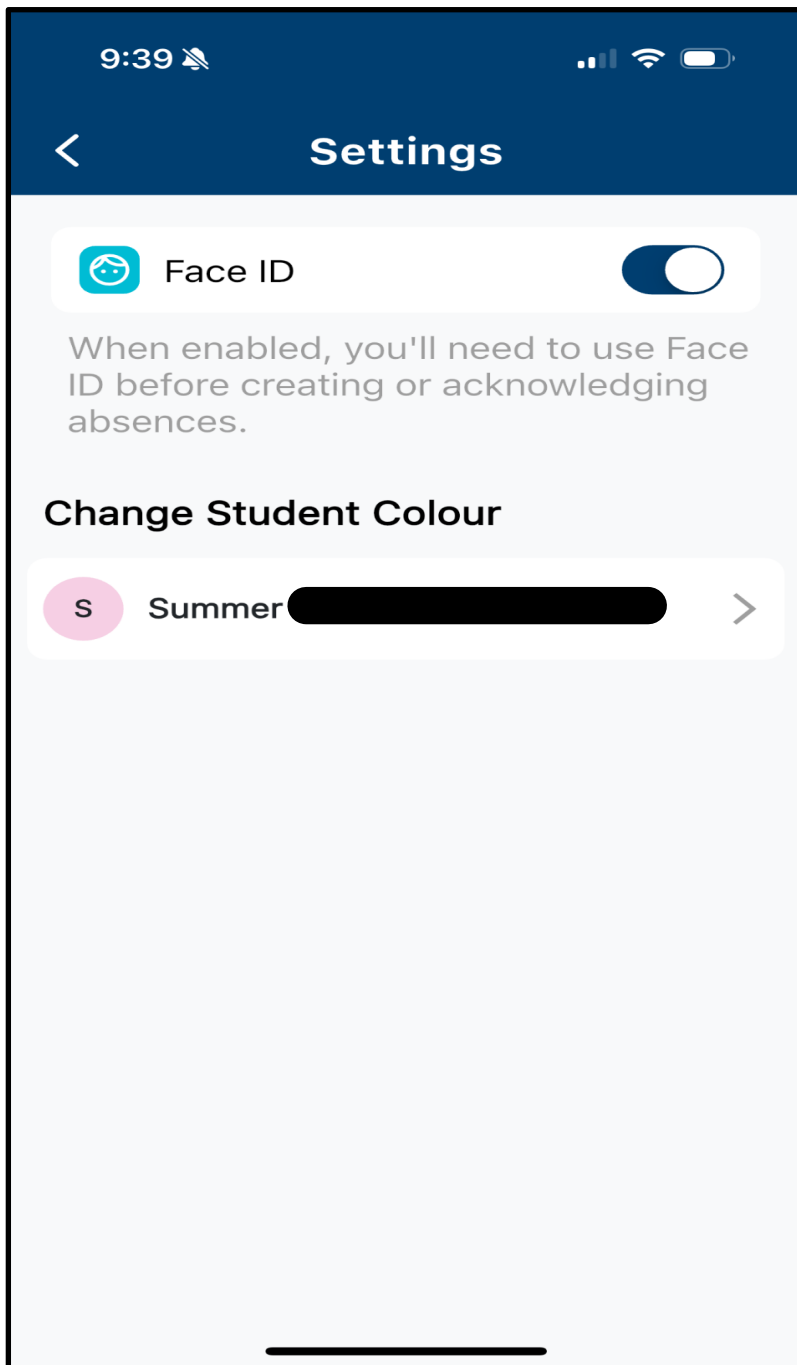 9:39
Settings
Face ID
When enabled, you'll need to use Face
ID before creating or acknowledging
absences.
Change Student Colour
S Summer